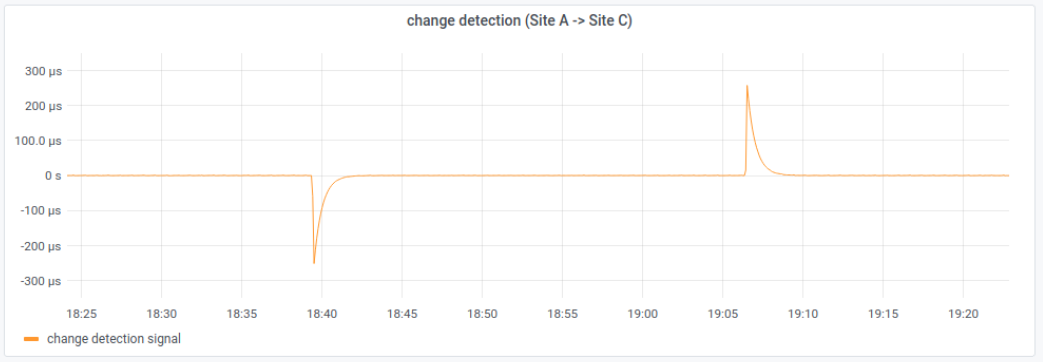 change detection (Site A -> Site C)
300 µs
200 µs
100.0 µs
0 s
-100 µs
-200 µs
-300 µs
18:25 18:30 18:35 18:40 18:45 18:50 18:55 19:00 19:05 19:10 19:15 19:20
change detection signal